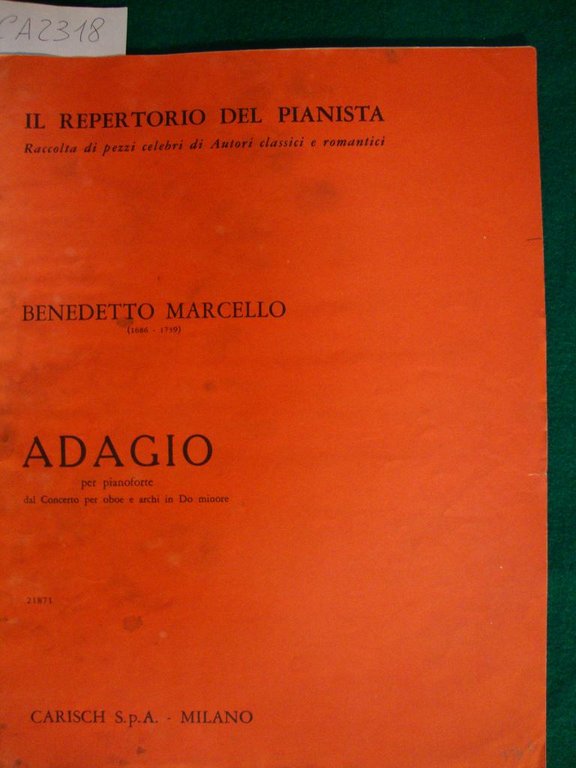 CA2318
IL REPERTORIO DEL PIANISTA
Raccolta di pezzi celebri di Autori classici e romantici
BENEDETTO MARCELLO
(1686 - 1739)
ADAGIO
per pianoforte
dal Concerto per oboe e archi in Do minore
21871
CARISCH S.p.A. - MILANO